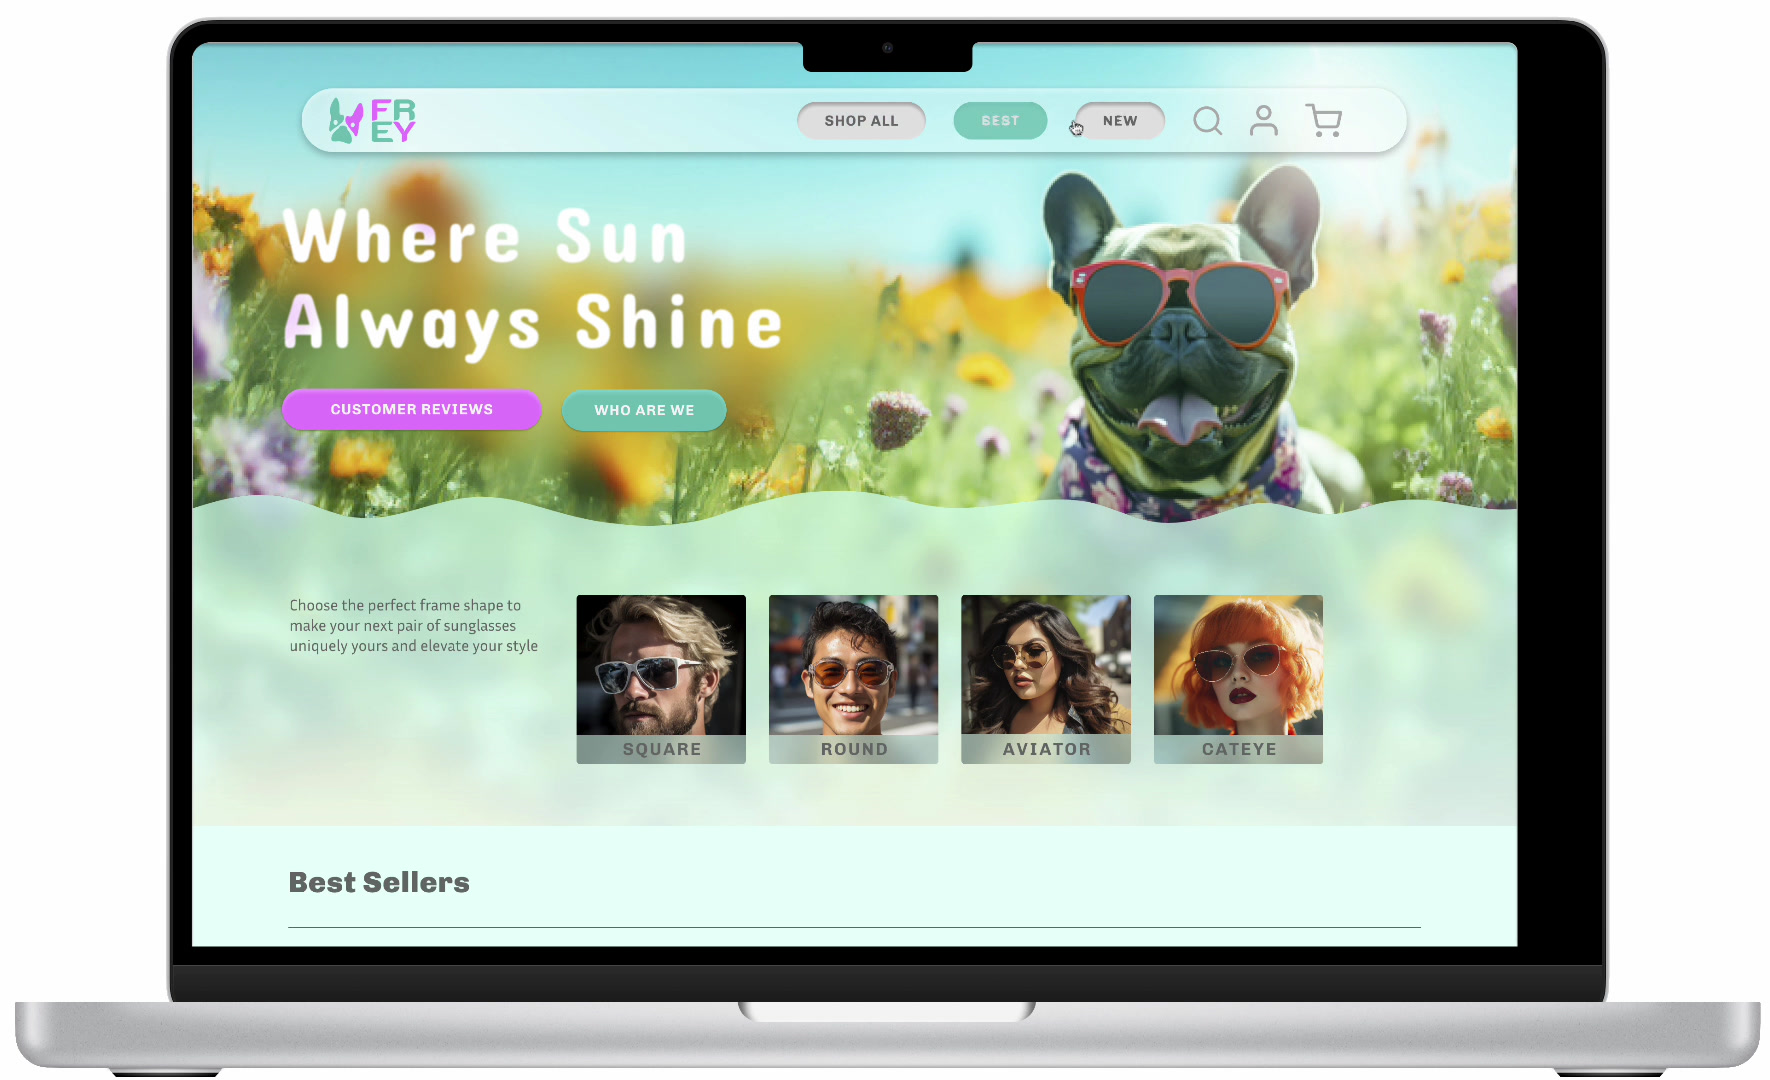 FR
EY
SHOP ALL
BEST
NEW
Where Sun
Always Shine
CUSTOMER REVIEWS
WHO ARE WE
Choose the perfect frame shape to
make your next pair of sunglasses
uniquely yours and elevate your style
SQUARE
ROUND
AVIATOR
CATEYE
Best Sellers